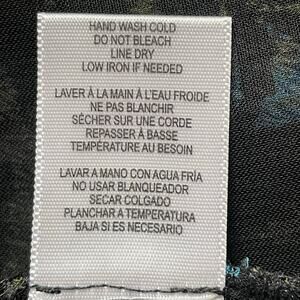 HAND WASH COLD
DO NOT BLEACH
LINE DRY
LOW IRON IF NEEDED
LAVER À LA MAIN À L'EAU FROIDE
NE PAS BLANCHIR
SÉCHER SUR UNE CORDE
REPASSER À BASSE
TEMPÉRATURE AU BESOIN
LAVAR A MANO CON AGUA FRÍA
NO USAR BLANQUEADOR
SECAR COLGADO
PLANCHAR A TEMPERATURA
BAJA SI ES NECESARIO